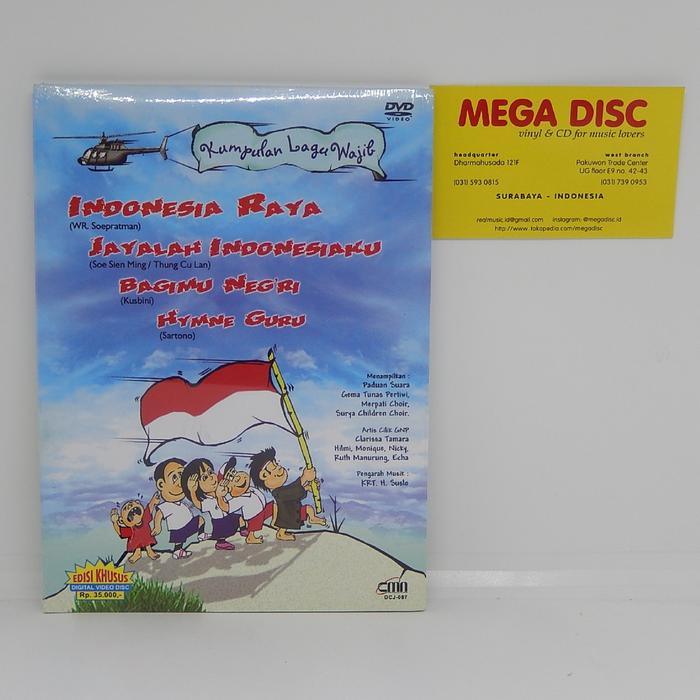 DVD
VIDEO
Kumpulan Lagu Wajib
INDONESIA RAYA
(WR. Soepratman)
JAYALAH INDONESIAKU
(Soe Sien Ming / Thung Cu Lan)
BAGIMU NEG'RI
(Kusbini)
HYMNE GURU
(Sartono)
Menampilkan :
Paduan Suara
Gema Tunas Pertiwi,
Merpati Choir,
Surya Children Choir.
Artis Cilik GNP
Clarissa Tamara
Hilmi, Monique, Nicky,
Ruth Manurung, Echa
Pengarah Musik :
KRT. H. Susilo
EDISI KHUSUS
DIGITAL VIDEO DISC
Rp. 35.000,-
DCJ-087
MEGA DISC
vinyl & CD for music lovers
headquarter
Dharmahusada 121F
(031) 593 0815
west branch
Pakuwon Trade Center
UG floor E9 no. 42-43
(031) 739 0953
SURABAYA - INDONESIA
realmusic.id@gmail.com instagram: @megadisc.id
http://www.tokopedia.com/megadisc